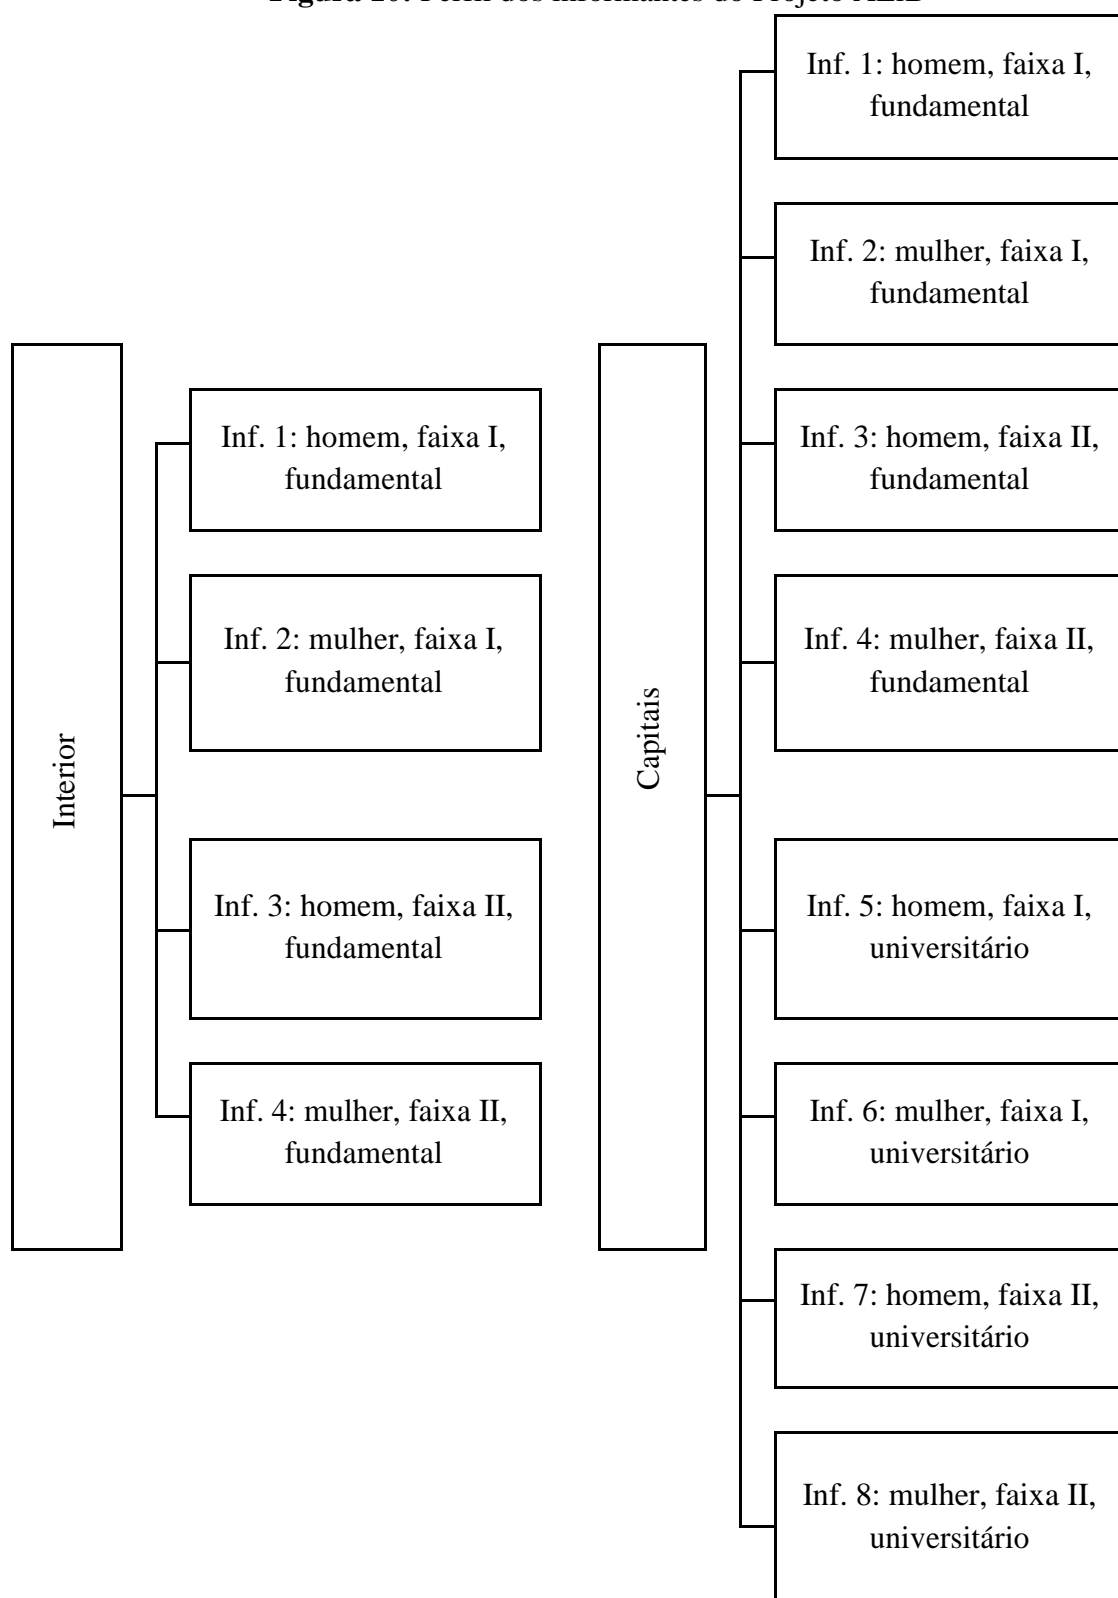 Inf. 1: homem, faixa I,
fundamental
Inf. 2: mulher, faixa I,
fundamental
Inf. 3: homem, faixa II,
fundamental
Inf. 4: mulher, faixa II,
fundamental
Interior
Inf. 1: homem, faixa I,
fundamental
Inf. 2: mulher, faixa I,
fundamental
Inf. 3: homem, faixa II,
fundamental
Inf. 4: mulher, faixa II,
fundamental
Capitais
Inf. 5: homem, faixa I,
universitário
Inf. 6: mulher, faixa I,
universitário
Inf. 7: homem, faixa II,
universitário
Inf. 8: mulher, faixa II,
universitário